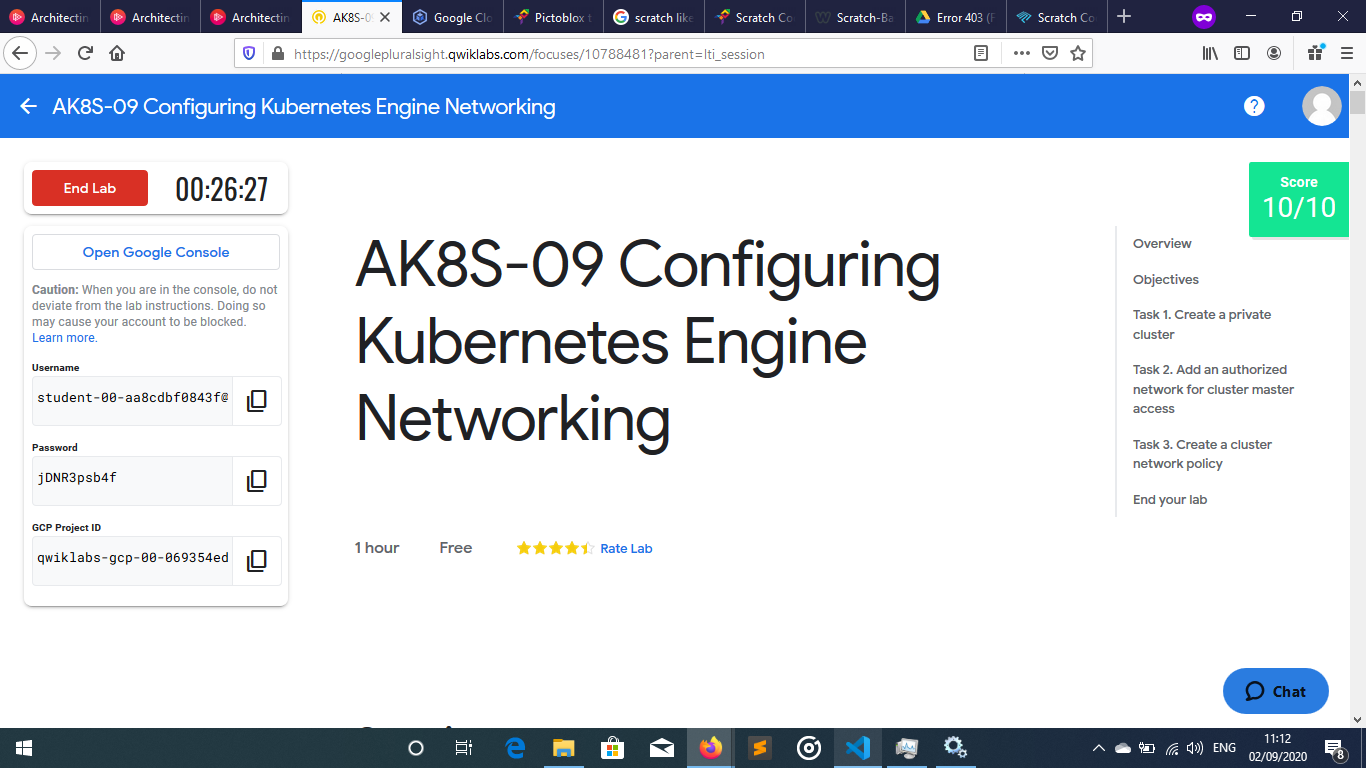 Architectin
Architectin
Architectin
AK8S-09
Google Clo
Pictoblox t
scratch like
Scratch Co
Scratch-Ba
Error 403 (F
Scratch Co
https://googlepluralsight.qwiklabs.com/focuses/10788481?parent=lti_session
AK8S-09 Configuring Kubernetes Engine Networking
End Lab
00:26:27
Open Google Console
Caution: When you are in the console, do not
deviate from the lab instructions. Doing so
may cause your account to be blocked.
Learn more.
Username
student-00-aa8cdbf0843f@
Password
jDNR3psb4f
GCP Project ID
qwiklabs-gcp-00-069354ed
AK8S-09 Configuring
Kubernetes Engine
Networking
1 hour
Free
Rate Lab
Score
10/10
Overview
Objectives
Task 1. Create a private
cluster
Task 2. Add an authorized
network for cluster master
access
Task 3. Create a cluster
network policy
End your lab
Chat
ENG
11:12
02/09/2020
8